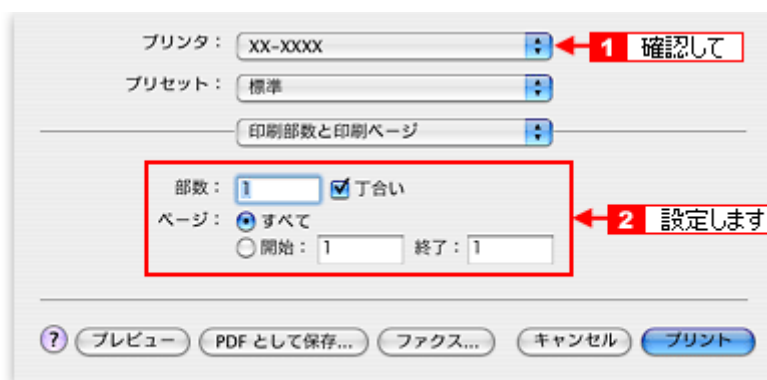 プリンタ： XX-XXXX 1 確認して
プリセット： 標準
印刷部数と印刷ページ
部数： 1 丁合い
ページ： すべて 2 設定します
開始： 1 終了： 1
? プレビュー PDF として保存... ファクス... キャンセル プリント